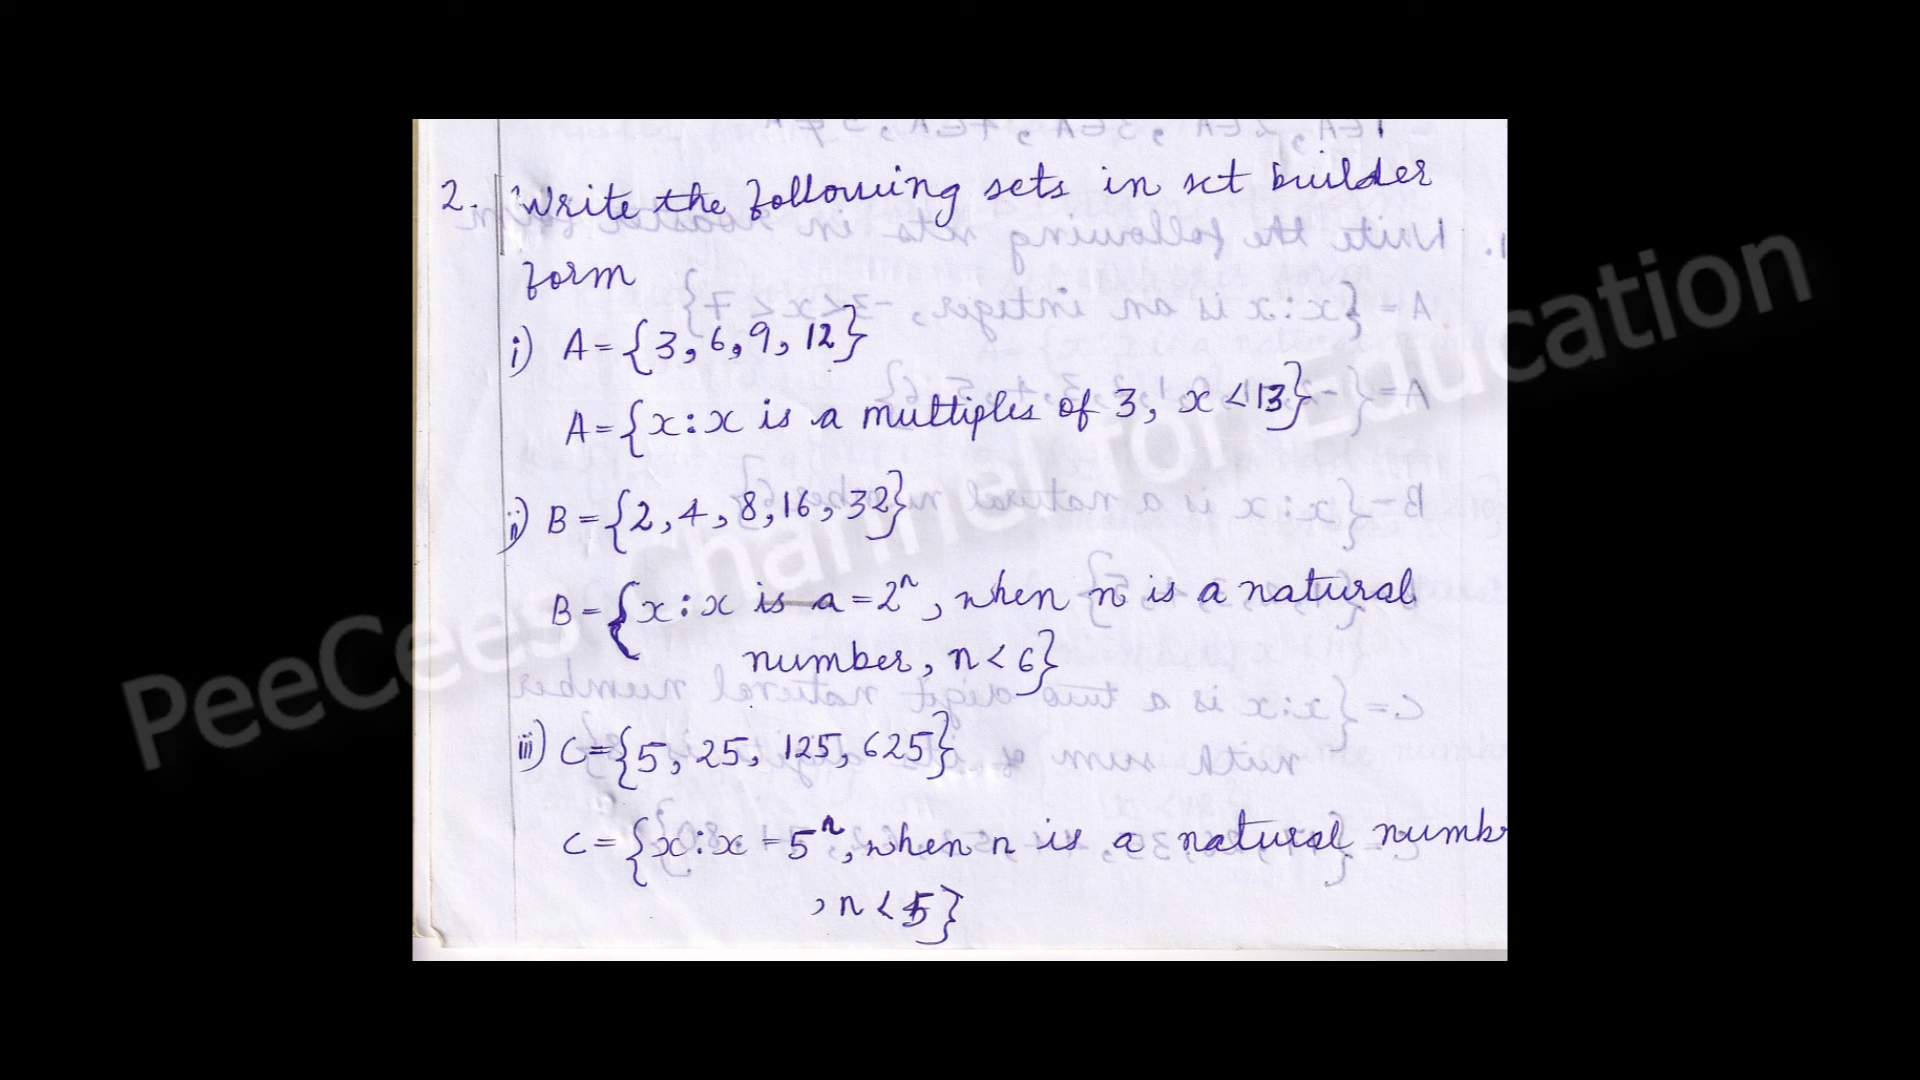 2. Write the following sets in set builder
form
i) A = {3, 6, 9, 12}
A = {x : x is a multiples of 3, x < 13}
ii) B = {2, 4, 8, 16, 32}
B = {x : x is a = 2ⁿ, when n is a natural
number, n < 6}
iii) C = {5, 25, 125, 625}
C = {x : x = 5ⁿ, when n is a natural numb
, n < 5}
PeeCees Channel for Education